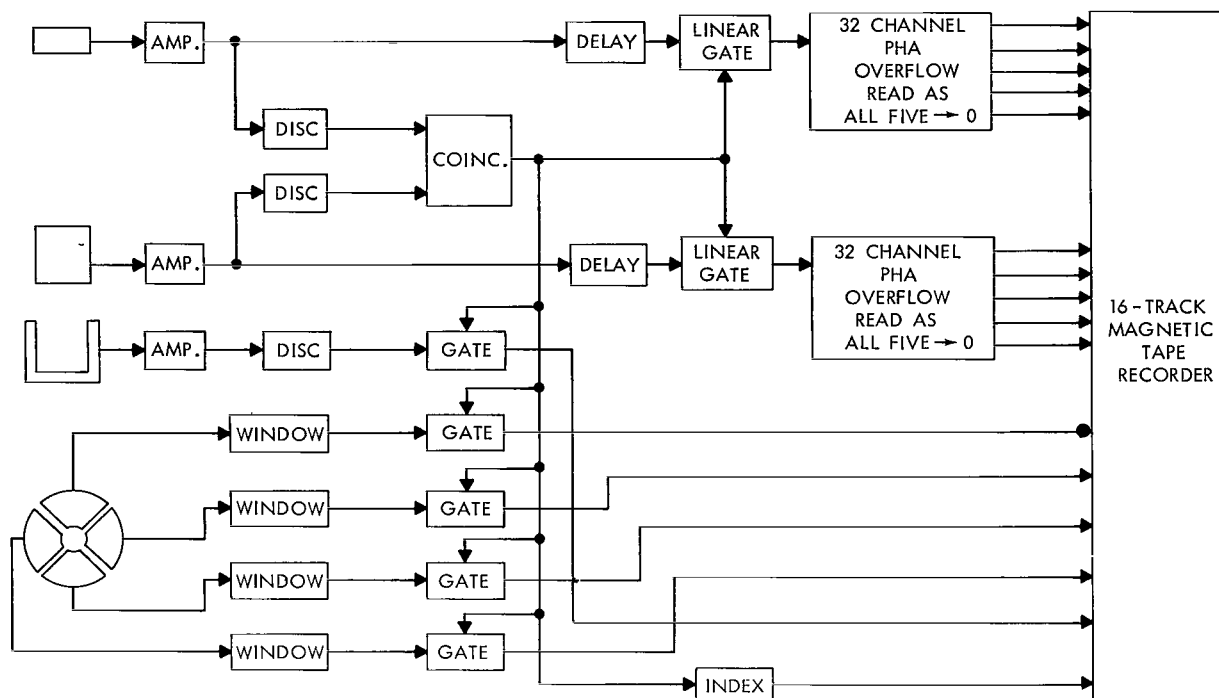 AMP.
DELAY
LINEAR
GATE
32 CHANNEL
PHA
OVERFLOW
READ AS
ALL FIVE → 0
DISC
COINC.
DISC
AMP.
DELAY
LINEAR
GATE
32 CHANNEL
PHA
OVERFLOW
READ AS
ALL FIVE → 0
16-TRACK
MAGNETIC
TAPE
RECORDER
AMP.
DISC
GATE
WINDOW
GATE
WINDOW
GATE
WINDOW
GATE
WINDOW
GATE
INDEX